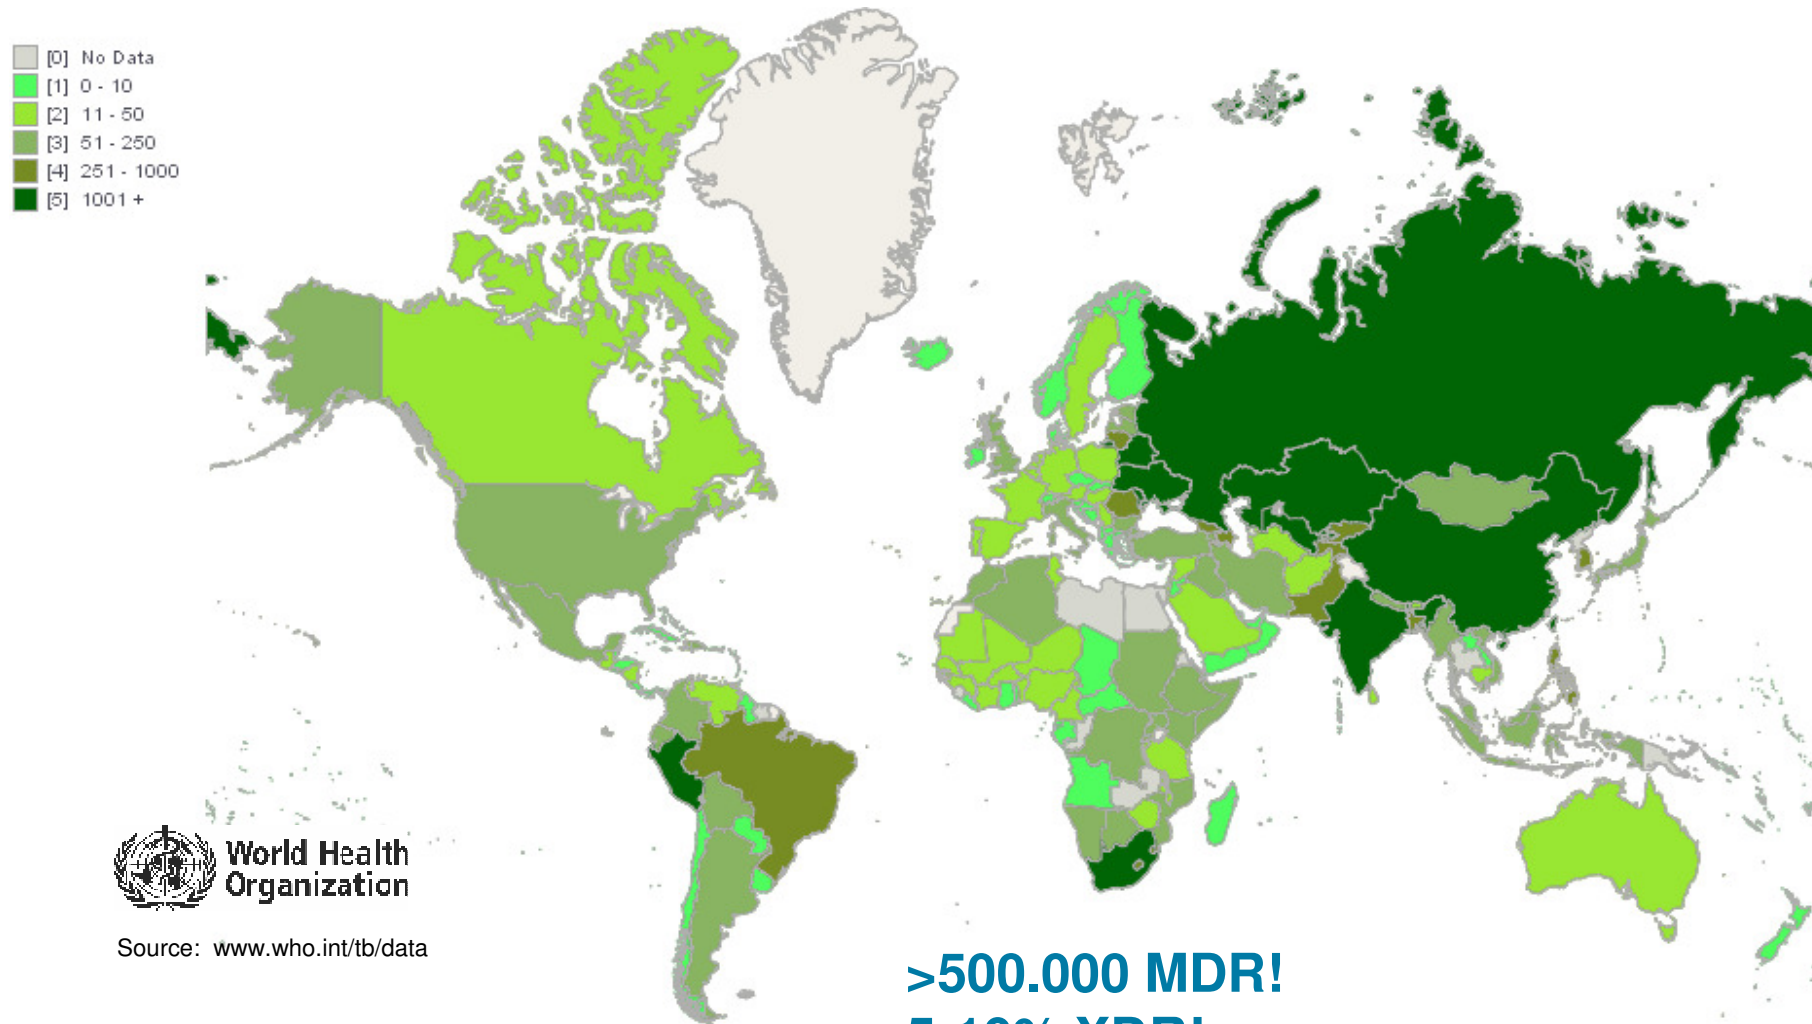 [0] No Data
[1] 0 - 10
[2] 11 - 50
[3] 51 - 250
[4] 251 - 1000
[5] 1001 +
World Health
Organization
Source: www.who.int/tb/data
>500.000 MDR!
XDR!